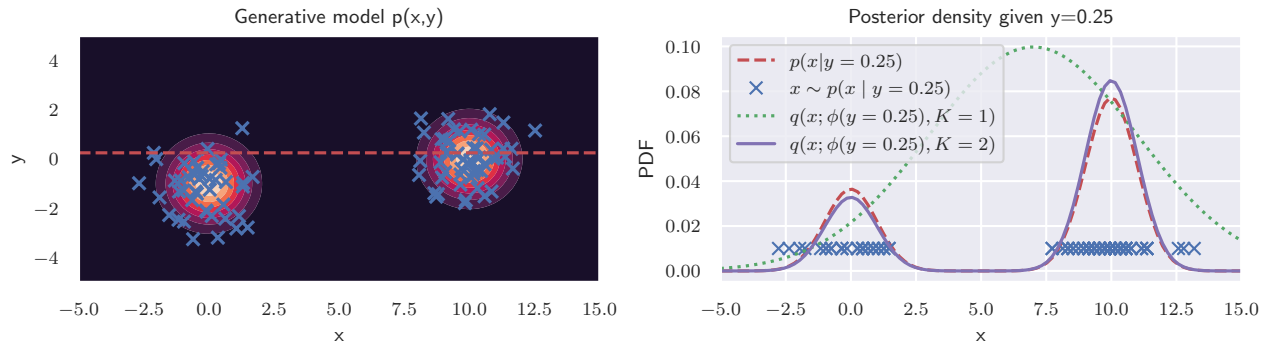 Generative model p(x,y)
y
4
2
0
−2
−4
−5.0 −2.5 0.0 2.5 5.0 7.5 10.0 12.5 15.0
x
Posterior density given y=0.25
PDF
0.10
0.08
0.06
0.04
0.02
0.00
p(x|y = 0.25)
x ∼ p(x | y = 0.25)
q(x; ϕ(y = 0.25), K = 1)
q(x; ϕ(y = 0.25), K = 2)
−5.0 −2.5 0.0 2.5 5.0 7.5 10.0 12.5 15.0
x